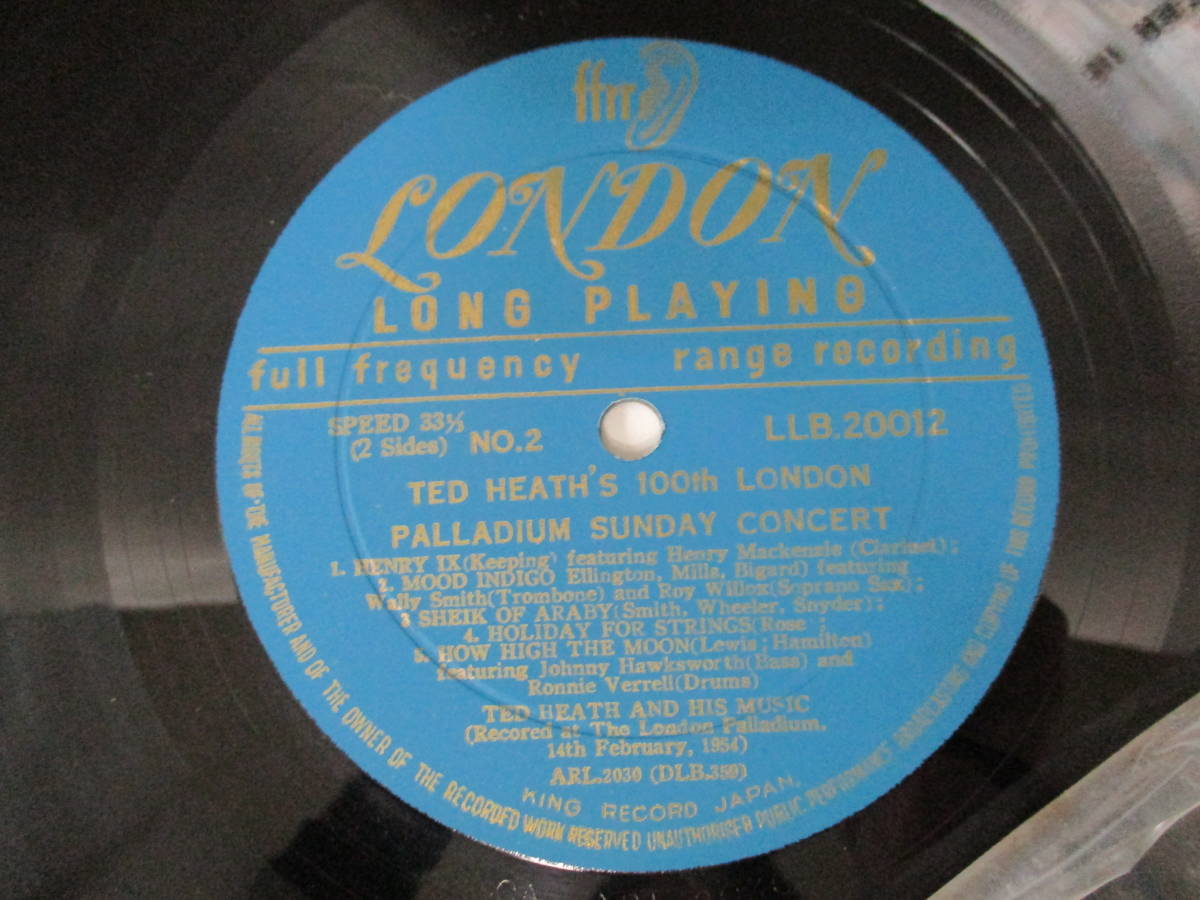 ffrr
LONDON
LONG PLAYING
full frequency range recording
SPEED 33⅓
(2 Sides) NO.2
LLB.20012
TED HEATH'S 100th LONDON
PALLADIUM SUNDAY CONCERT
1. HENRY IX(Keeping) featuring Henry Mackenzie (Clarinet);
2. MOOD INDIGO Ellington, Mills, Bigard) featuring
Wally Smith(Trombone) and Roy Willox(Soprano Sax);
3 SHEIK OF ARABY(Smith, Wheeler, Snyder);
4. HOLIDAY FOR STRINGS(Rose ;
5. HOW HIGH THE MOON(Lewis; Hamilton)
featuring Johnny Hawksworth(Bass) and
Ronnie Verrell(Drums)
TED HEATH AND HIS MUSIC
(Recored at The London Palladium,
14th February, 1954)
ARL.2030 (DLB.350)
KING RECORD JAPAN.
ALL RIGHTS OF THE MANUFACTURER AND OF THE OWNER OF THE RECORDED WORK RESERVED UNAUTHORISED PUBLIC PERFORMANCE BROADCASTING AND COPYING OF THIS RECORD PROHIBITED